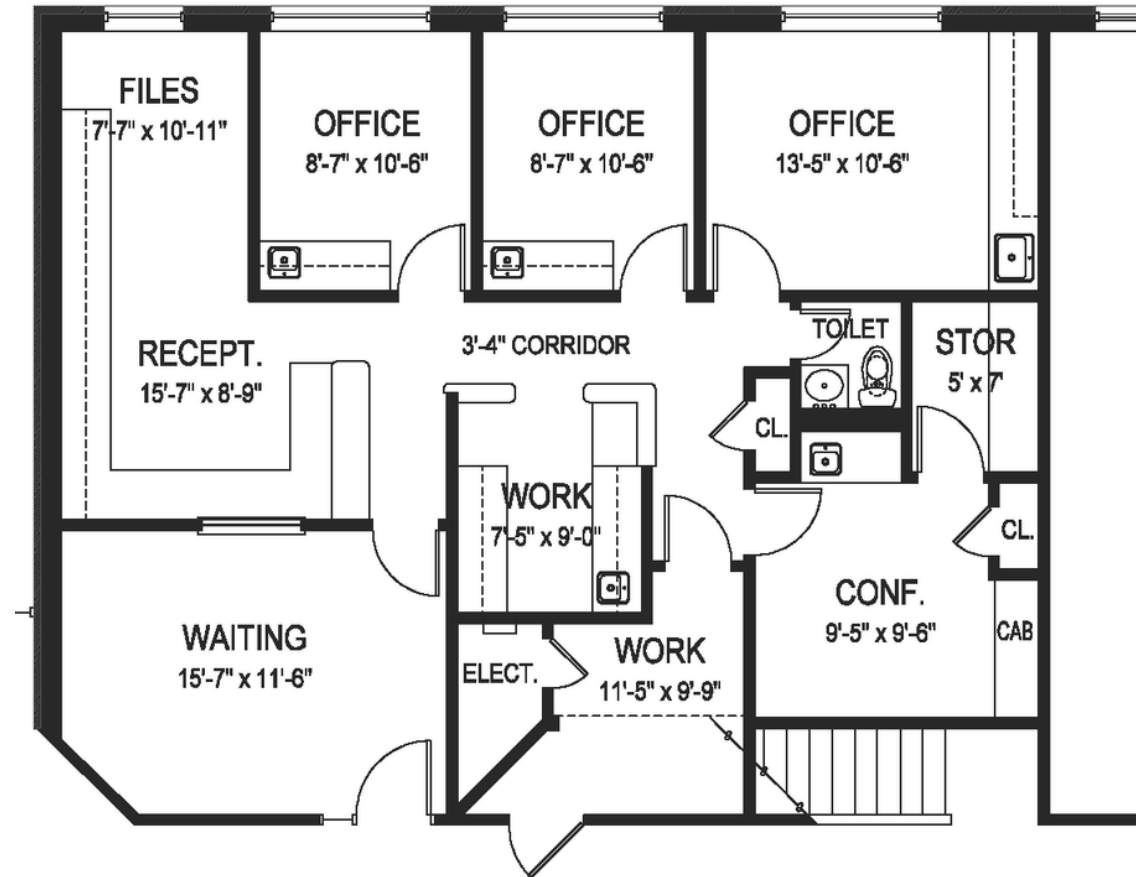 FILES
7'-7" x 10'-11"
OFFICE
8'-7" x 10'-6"
OFFICE
8'-7" x 10'-6"
OFFICE
13'-5" x 10'-6"
RECEPT.
15'-7" x 8'-9"
3'-4" CORRIDOR
TOILET
STOR
5' x 7'
CL.
WORK
7'-5" x 9'-0"
CL.
CONF.
9'-5" x 9'-6"
CAB
WAITING
15'-7" x 11'-6"
ELECT.
WORK
11'-5" x 9'-9"